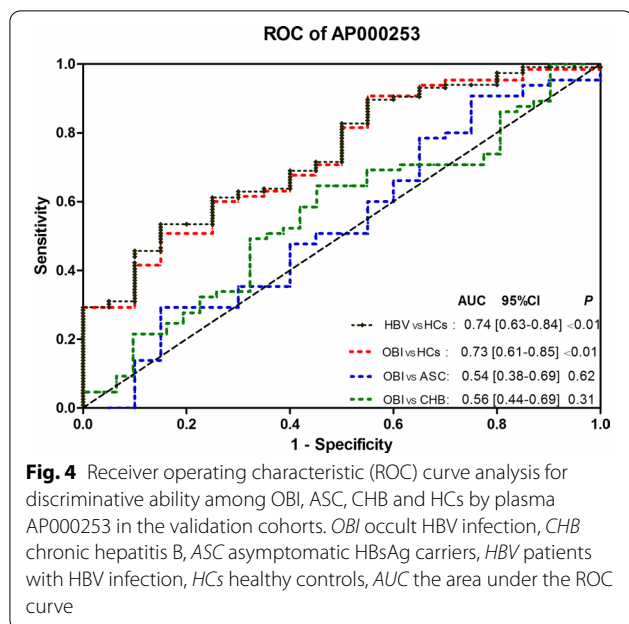 ROC of AP000253
1.0
0.8
0.6
0.4
0.2
0.0
Sensitivity
0.0 0.2 0.4 0.6 0.8 1.0
1 - Specificity
AUC 95%CI P
HBV vs HCs : 0.74 [0.63-0.84] <0.01
OBI vs HCs : 0.73 [0.61-0.85] <0.01
OBI vs ASC: 0.54 [0.38-0.69] 0.62
OBI vs CHB: 0.56 [0.44-0.69] 0.31
Fig. 4 Receiver operating characteristic (ROC) curve analysis for
discriminative ability among OBI, ASC, CHB and HCs by plasma
AP000253 in the validation cohorts. OBI occult HBV infection, CHB
chronic hepatitis B, ASC asymptomatic HBsAg carriers, HBV patients
with HBV infection, HCs healthy controls, AUC the area under the ROC
curve